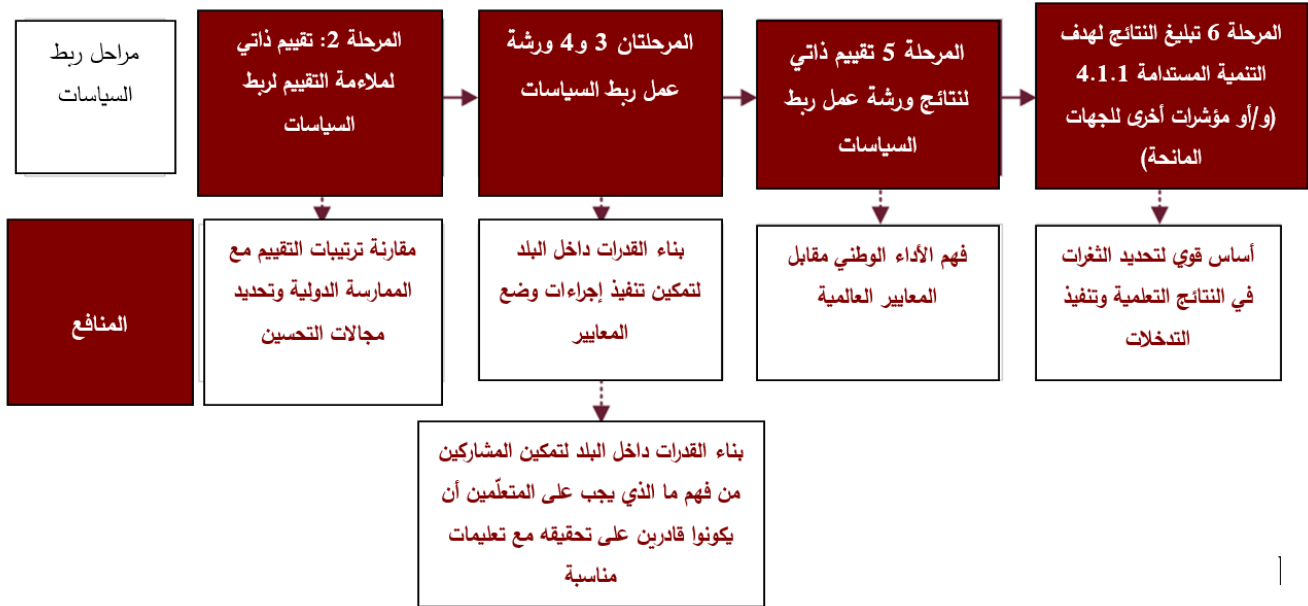 مراحل ربط
السياسات
المرحلة 2: تقييم ذاتي
لملاءمة التقييم لربط
السياسات
المرحلتان 3 و4 ورشة
عمل ربط السياسات
المرحلة 5 تقييم ذاتي
لنتائج ورشة عمل ربط
السياسات
المرحلة 6 تبليغ النتائج لهدف
التنمية المستدامة 4.1.1
(و/أو مؤشرات أخرى للجهات
المانحة)
المنافع
مقارنة ترتيبات التقييم مع
الممارسة الدولية وتحديد
مجالات التحسين
بناء القدرات داخل البلد
لتمكين تنفيذ إجراءات وضع
المعايير
فهم الأداء الوطني مقابل
المعايير العالمية
أساس قوي لتحديد الثغرات
في النتائج التعلمية وتنفيذ
التدخلات
بناء القدرات داخل البلد لتمكين المشاركين
من فهم ما الذي يجب على المتعلّمين أن
يكونوا قادرين على تحقيقه مع تعليمات
مناسبة